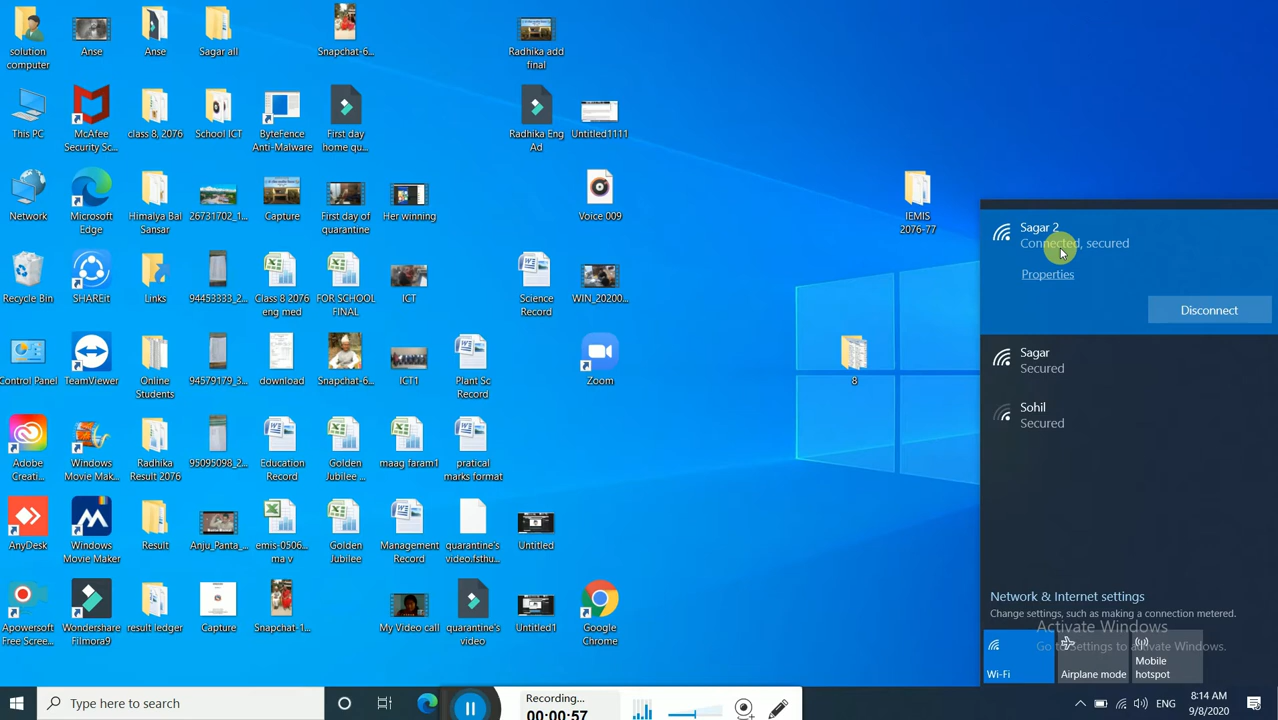 solution
computer
Anse
Anse
Sagar all
Snapchat-6...
Radhika add
final
This PC
McAfee
Security Sc...
class 8, 2076
School ICT
ByteFence
Anti-Malware
First day
home qu...
Radhika Eng
Ad
Untitled1111
Network
Microsoft
Edge
Himalya Bal
Sansar
26731702_1...
Capture
First day of
quarantine
Her winning
Voice 009
IEMIS
2076-77
Recycle Bin
SHAREit
Links
94453333_2...
Class 8 2076
eng med
FOR SCHOOL
FINAL
ICT
Science
Record
WIN_20200...
Control Panel
TeamViewer
Online
Students
94579179_3...
download
Snapchat-6...
ICT1
Plant Sc
Record
Zoom
8
Adobe
Creati...
Windows
Movie Mak...
Radhika
Result 2076
95095098_2...
Education
Record
Golden
Jubilee ...
maag faram1
pratical
marks format
AnyDesk
Windows
Movie Maker
Result
Anju_Panta_...
emis-0506...
ma v
Golden
Jubilee
Management
Record
quarantine's
video.fsthu...
Untitled
Apowersoft
Free Scree...
Wondershare
Filmora9
result ledger
Capture
Snapchat-1...
My Video call
quarantine's
video
Untitled1
Google
Chrome
Sagar 2
Connected, secured
Properties
Disconnect
Sagar
Secured
Sohil
Secured
Network & Internet settings
Change settings, such as making a connection metered.
Activate Windows
Go to Settings to activate Windows.
Wi-Fi
Airplane mode
Mobile
hotspot
Type here to search
Recording...
00:00:57
ENG
8:14 AM
9/8/2020